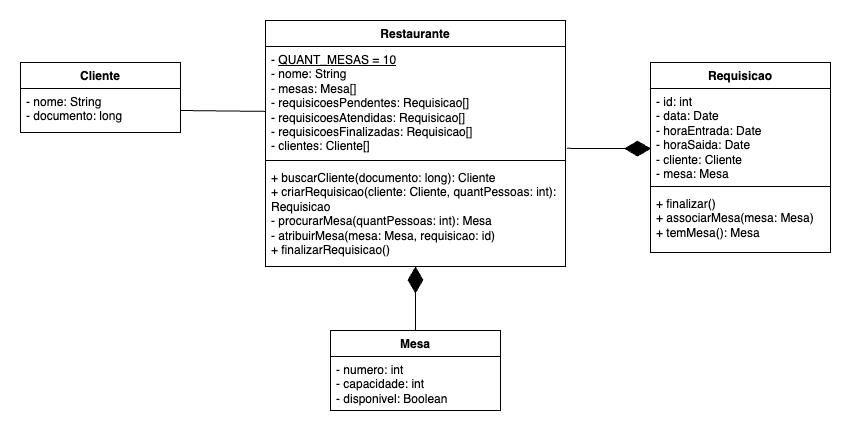 Cliente
- nome: String
- documento: long
Restaurante
- QUANT_MESAS = 10
- nome: String
- mesas: Mesa[]
- requisicoesPendentes: Requisicao[]
- requisicoesAtendidas: Requisicao[]
- requisicoesFinalizadas: Requisicao[]
- clientes: Cliente[]
+ buscarCliente(documento: long): Cliente
+ criarRequisicao(cliente: Cliente, quantPessoas: int):
Requisicao
- procurarMesa(quantPessoas: int): Mesa
- atribuirMesa(mesa: Mesa, requisicao: id)
+ finalizarRequisicao()
Requisicao
- id: int
- data: Date
- horaEntrada: Date
- horaSaida: Date
- cliente: Cliente
- mesa: Mesa
+ finalizar()
+ associarMesa(mesa: Mesa)
+ temMesa(): Mesa
Mesa
- numero: int
- capacidade: int
- disponivel: Boolean